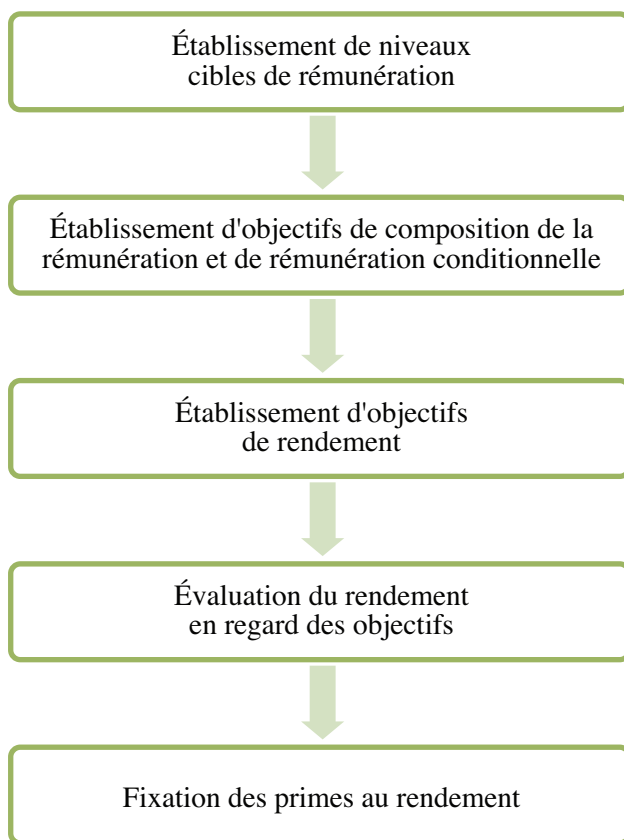 Établissement de niveaux
cibles de rémunération
Établissement d'objectifs de composition de la
rémunération et de rémunération conditionnelle
Établissement d'objectifs
de rendement
Évaluation du rendement
en regard des objectifs
Fixation des primes au rendement